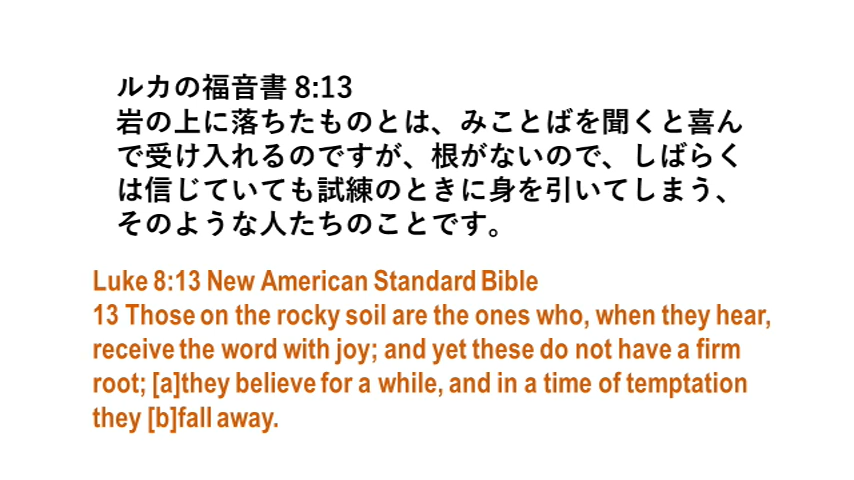 ルカの福音書 8:13
岩の上に落ちたものとは、みことばを聞くと喜ん
で受け入れるのですが、根がないので、しばらく
は信じていても試練のときに身を引いてしまう、
そのような人たちのことです。
Luke 8:13 New American Standard Bible
13 Those on the rocky soil are the ones who, when they hear,
receive the word with joy; and yet these do not have a firm
root; [a]they believe for a while, and in a time of temptation
they [b]fall away.